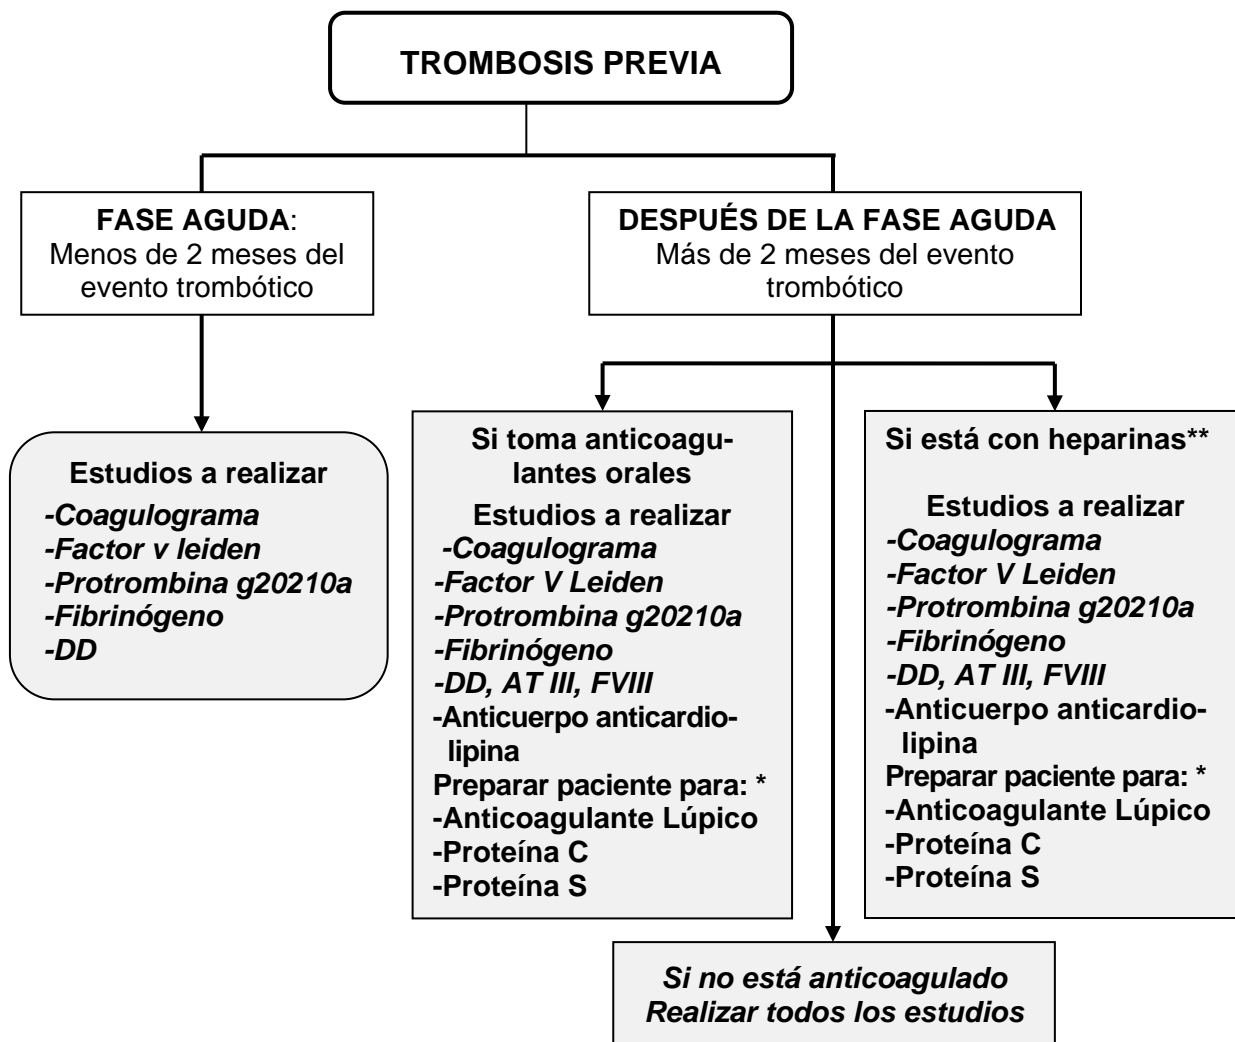 TROMBOSIS PREVIA
FASE AGUDA:
Menos de 2 meses del
evento trombótico
DESPUÉS DE LA FASE AGUDA
Más de 2 meses del evento
trombótico
Estudios a realizar
-Coagulograma
-Factor v leiden
-Protrombina g20210a
-Fibrinógeno
-DD
Si toma anticoagu-
lantes orales
Estudios a realizar
-Coagulograma
-Factor V Leiden
-Protrombina g20210a
-Fibrinógeno
-DD, AT III, FVIII
-Anticuerpo anticardio-
lipina
Preparar paciente para: *
-Anticoagulante Lúpico
-Proteína C
-Proteína S
Si está con heparinas**
Estudios a realizar
-Coagulograma
-Factor V Leiden
-Protrombina g20210a
-Fibrinógeno
-DD, AT III, FVIII
-Anticuerpo anticardio-
lipina
Preparar paciente para: *
-Anticoagulante Lúpico
-Proteína C
-Proteína S
Si no está anticoagulado
Realizar todos los estudios